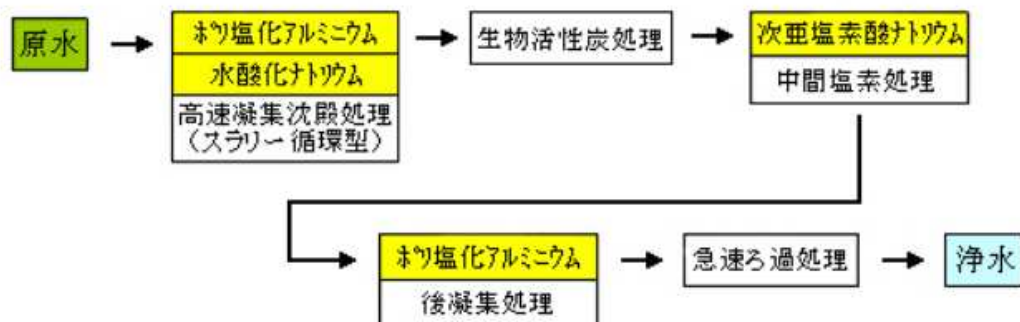 原水
ポリ塩化アルミニウム
水酸化ナトリウム
高速凝集沈殿処理
(スラリー循環型)
生物活性炭処理
次亜塩素酸ナトリウム
中間塩素処理
ポリ塩化アルミニウム
後凝集処理
急速ろ過処理
浄水